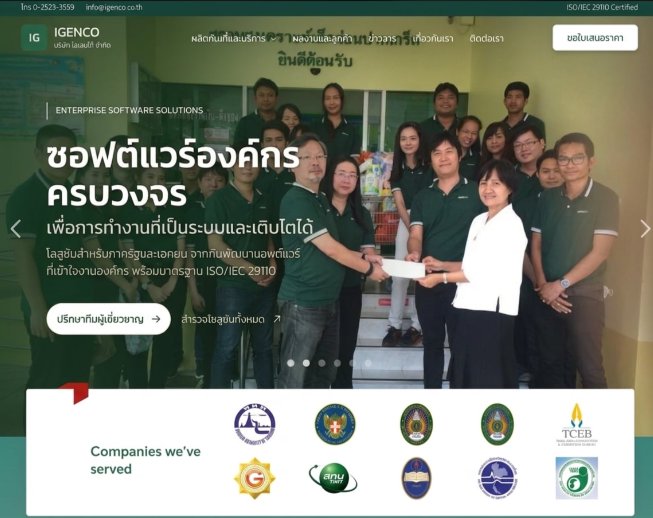 โทร 0-2523-3559 info@igenco.co.th ISO/IEC 29110 Certified
IG IGENCO
บริษัท ไอเลนโก้ จำกัด
ผลิตภัณฑ์และบริการ ผลงานและลูกค้า ข่าวสาร เกี่ยวกับเรา ติดต่อเรา ขอใบเสนอราคา
ยินดีต้อนรับ
ENTERPRISE SOFTWARE SOLUTIONS
ซอฟต์แวร์องค์กร
ครบวงจร
เพื่อการทำงานที่เป็นระบบและเติบโตได้
โสลูชันสำหรับภาครัฐและเอกชน จากทีมพัฒนาซอฟต์แวร์
ที่เข้าใจงานองค์กร พร้อมมาตรฐาน ISO/IEC 29110
ปรึกษาทีมผู้เชี่ยวชาญ → สำรวจโซลูชันทั้งหมด ↗
Companies we've
served
TCEB
สทน
TINT